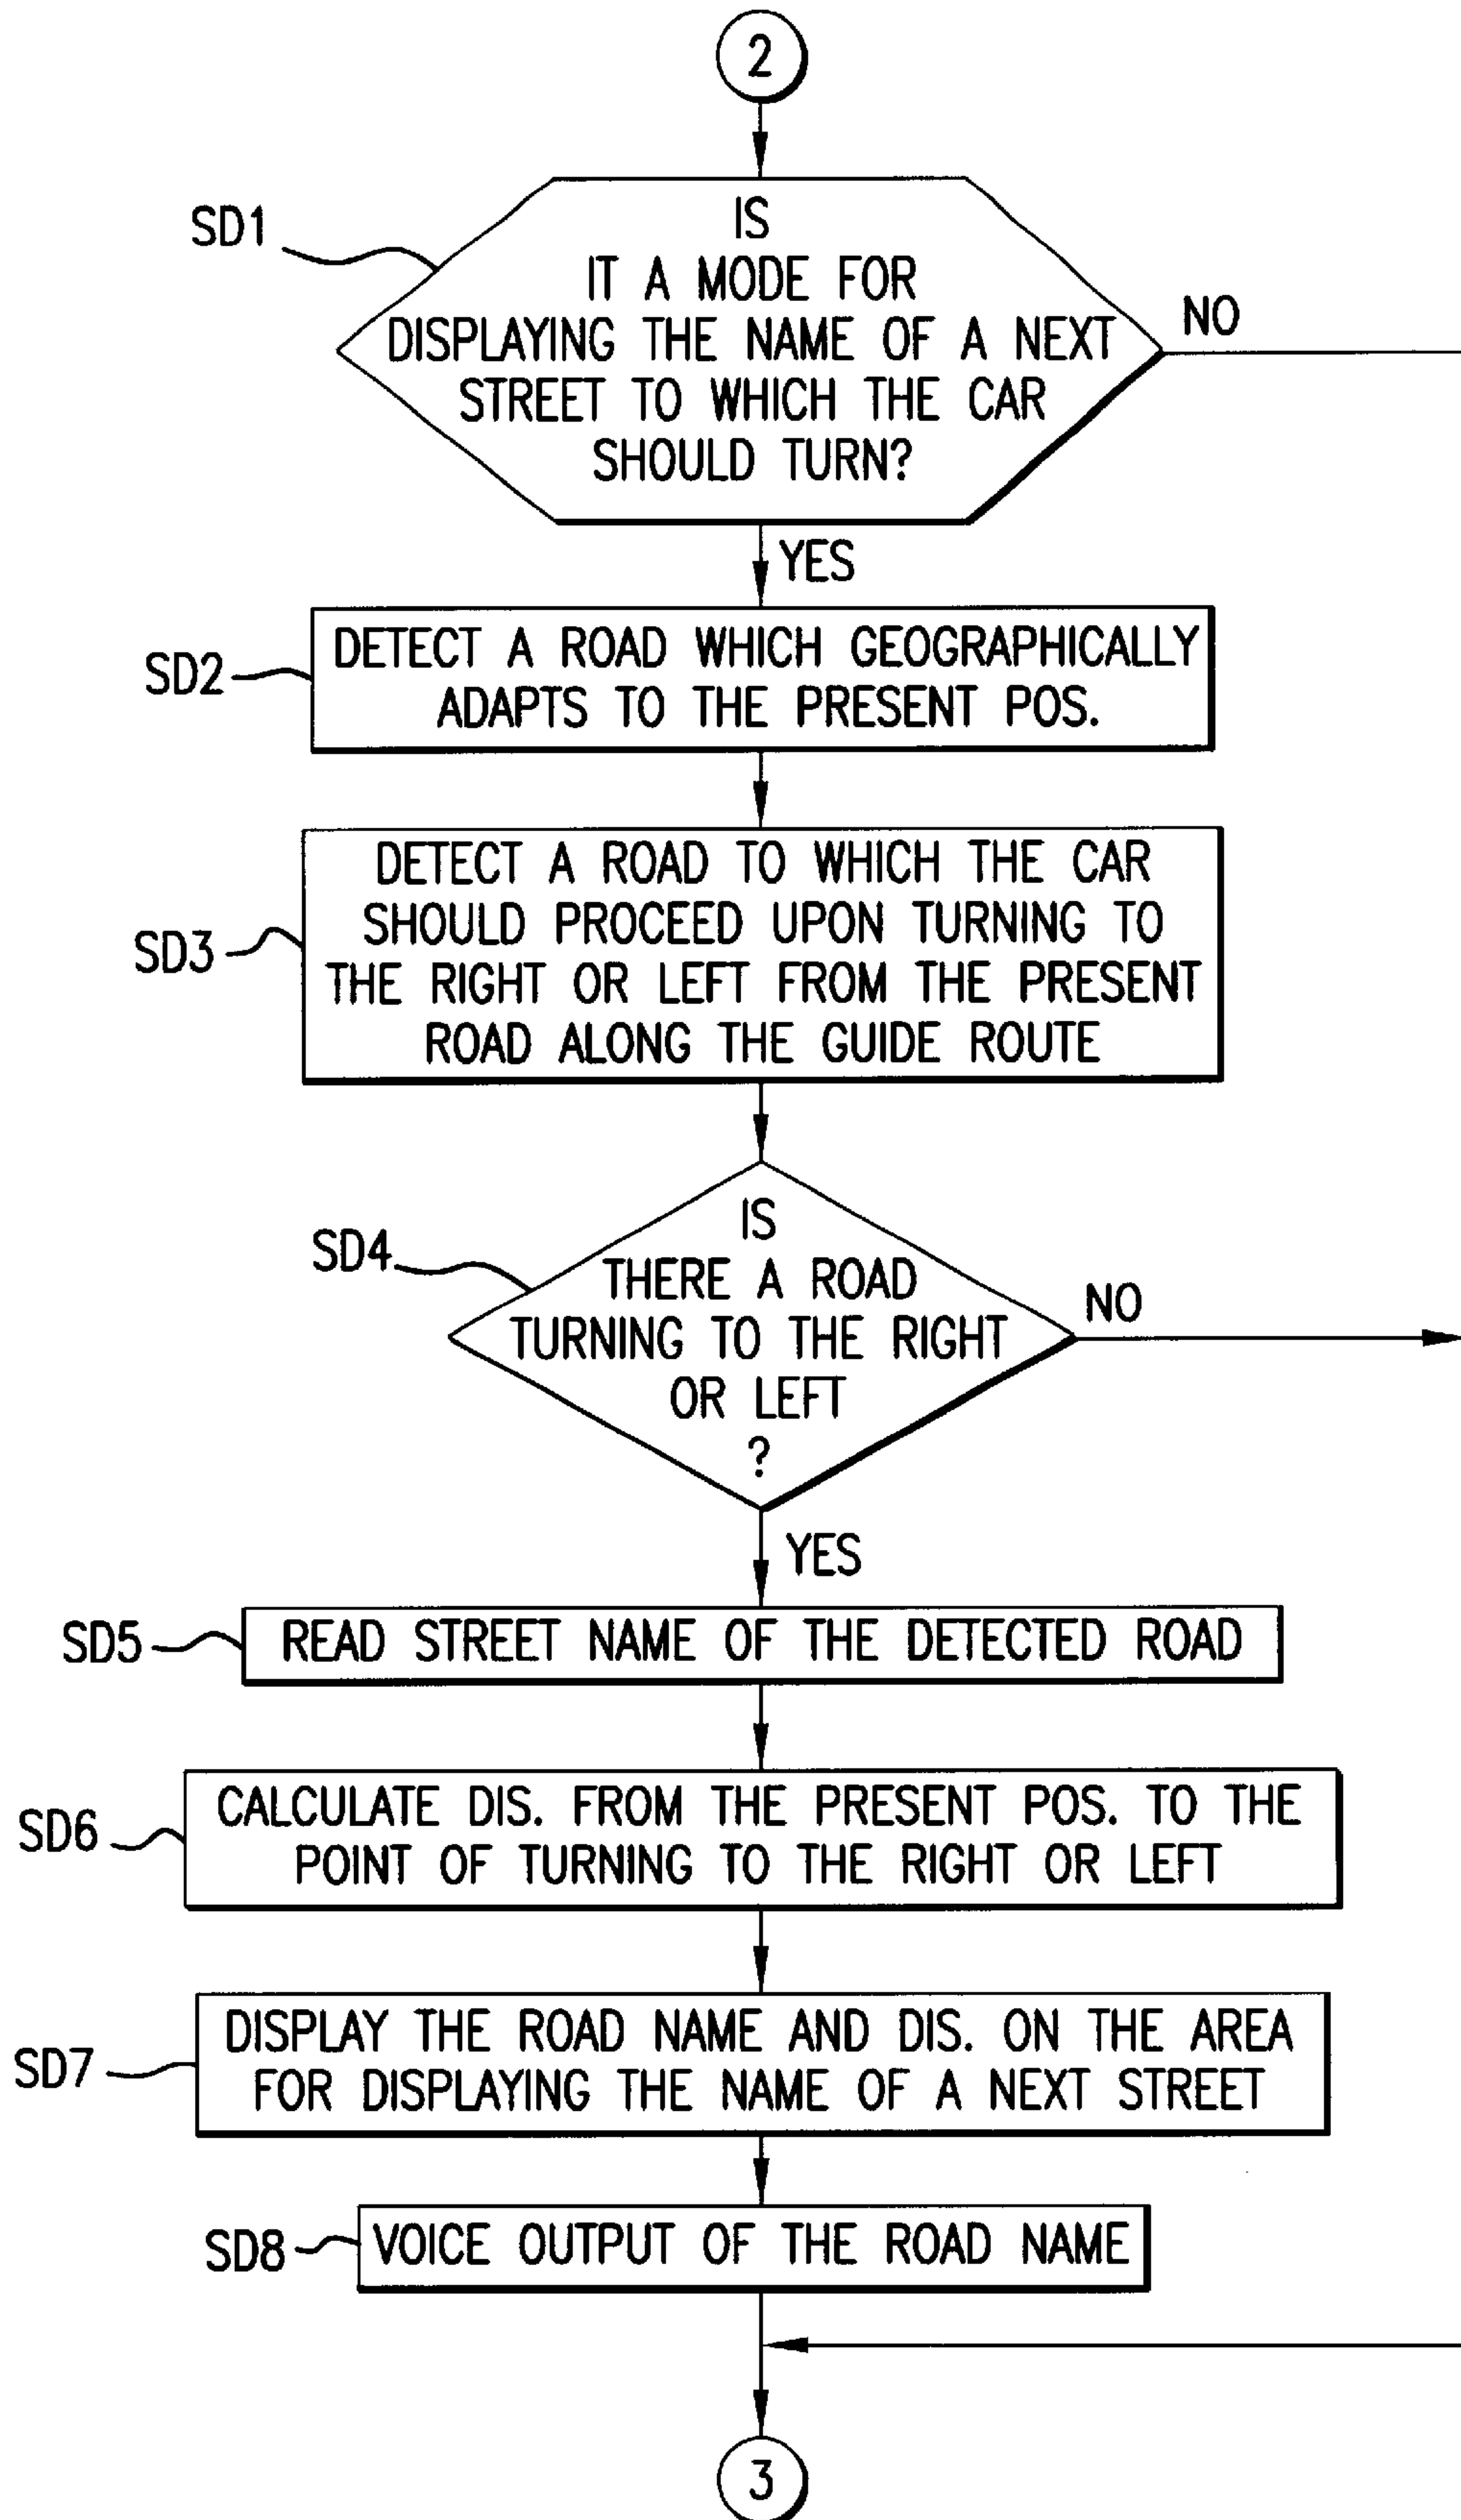 2
SD1
IS
IT A MODE FOR
DISPLAYING THE NAME OF A NEXT
STREET TO WHICH THE CAR
SHOULD TURN?
NO
YES
SD2
DETECT A ROAD WHICH GEOGRAPHICALLY
ADAPTS TO THE PRESENT POS.
SD3
DETECT A ROAD TO WHICH THE CAR
SHOULD PROCEED UPON TURNING TO
THE RIGHT OR LEFT FROM THE PRESENT
ROAD ALONG THE GUIDE ROUTE
SD4
IS
THERE A ROAD
TURNING TO THE RIGHT
OR LEFT
?
NO
YES
SD5
READ STREET NAME OF THE DETECTED ROAD
SD6
CALCULATE DIS. FROM THE PRESENT POS. TO THE
POINT OF TURNING TO THE RIGHT OR LEFT
SD7
DISPLAY THE ROAD NAME AND DIS. ON THE AREA
FOR DISPLAYING THE NAME OF A NEXT STREET
SD8
VOICE OUTPUT OF THE ROAD NAME
3